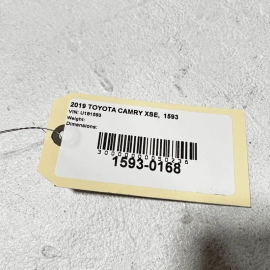 2019 TOYOTA CAMRY XSE, 1593
VIN: U181593
Weight:
Dimensions:
1593-0168